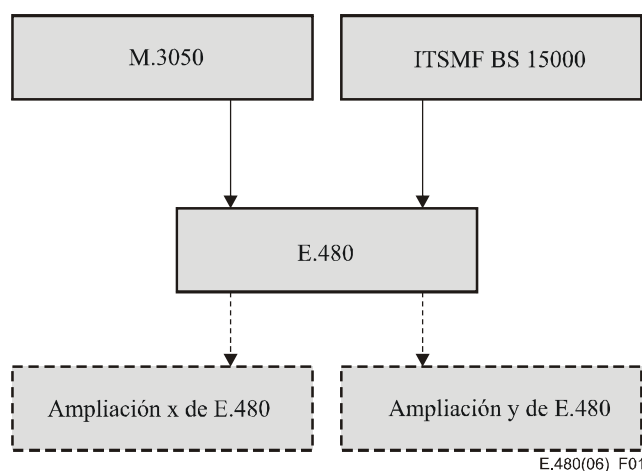 M.3050
ITSMF BS 15000
E.480
Ampliación x de E.480
Ampliación y de E.480
E.480(06)_F01